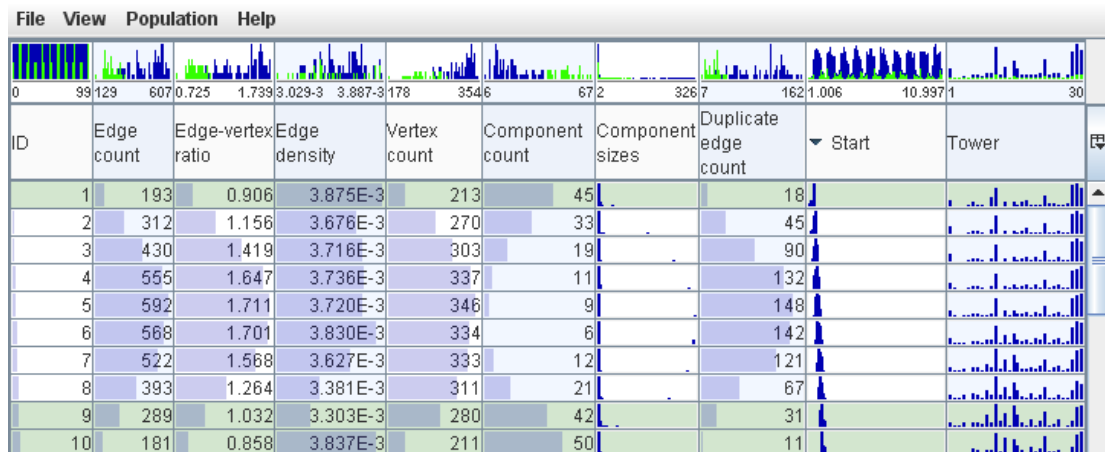 File View Population Help
0 99 129 607 0.725 1.739 3.029-3 3.887-3 178 354 6 67 2 326 7 162 1.006 10.997 1 30
ID Edge count Edge-vertex ratio Edge density Vertex count Component count Component sizes Duplicate edge count Start Tower
1 193 0.906 3.875E-3 213 45 18
2 312 1.156 3.676E-3 270 33 45
3 430 1.419 3.716E-3 303 19 90
4 555 1.647 3.736E-3 337 11 132
5 592 1.711 3.720E-3 346 9 148
6 568 1.701 3.830E-3 334 6 142
7 522 1.568 3.627E-3 333 12 121
8 393 1.264 3.381E-3 311 21 67
9 289 1.032 3.303E-3 280 42 31
10 181 0.858 3.837E-3 211 50 11